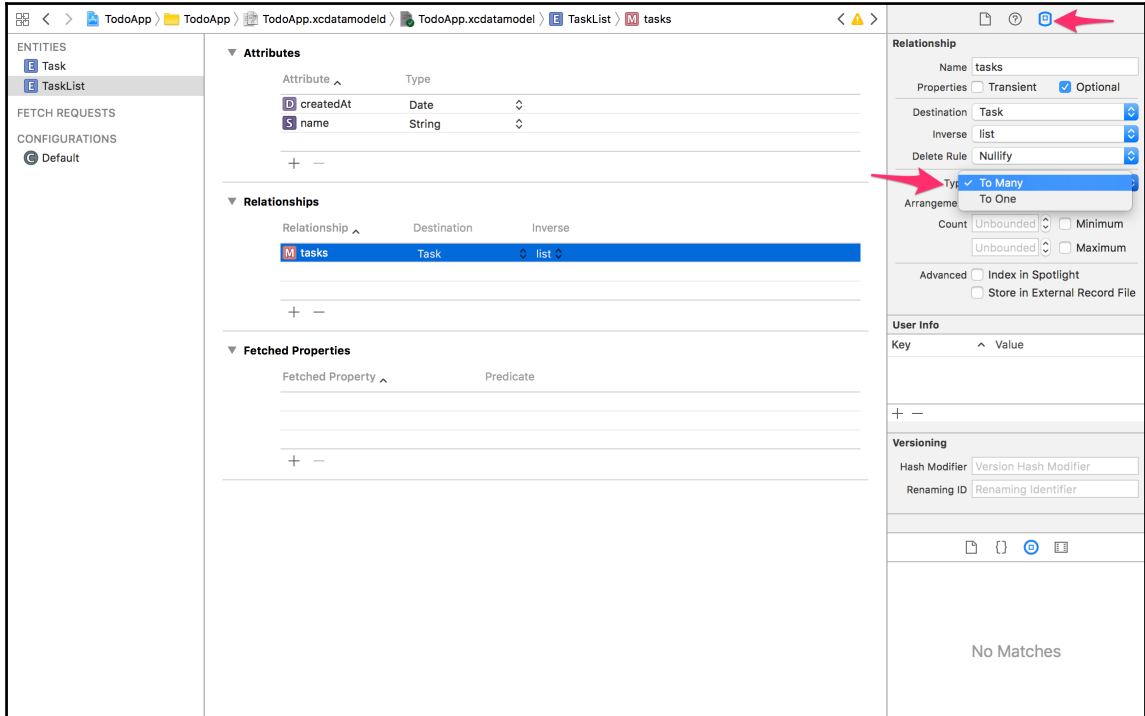 TodoApp TodoApp TodoApp.xcdatamodeld TodoApp.xcdatamodel E TaskList M tasks
ENTITIES
E Task
E TaskList
FETCH REQUESTS
CONFIGURATIONS
C Default
Attributes
Attribute Type
D createdAt Date
S name String
+ −
Relationships
Relationship Destination Inverse
M tasks Task list
+ −
Fetched Properties
Fetched Property Predicate
+ −
Relationship
Name tasks
Properties Transient Optional
Destination Task
Inverse list
Delete Rule Nullify
Typ ✓ To Many
To One
Arrangeme
Count Unbounded Minimum
Unbounded Maximum
Advanced Index in Spotlight
Store in External Record File
User Info
Key Value
+ −
Versioning
Hash Modifier Version Hash Modifier
Renaming ID Renaming Identifier
{}
No Matches